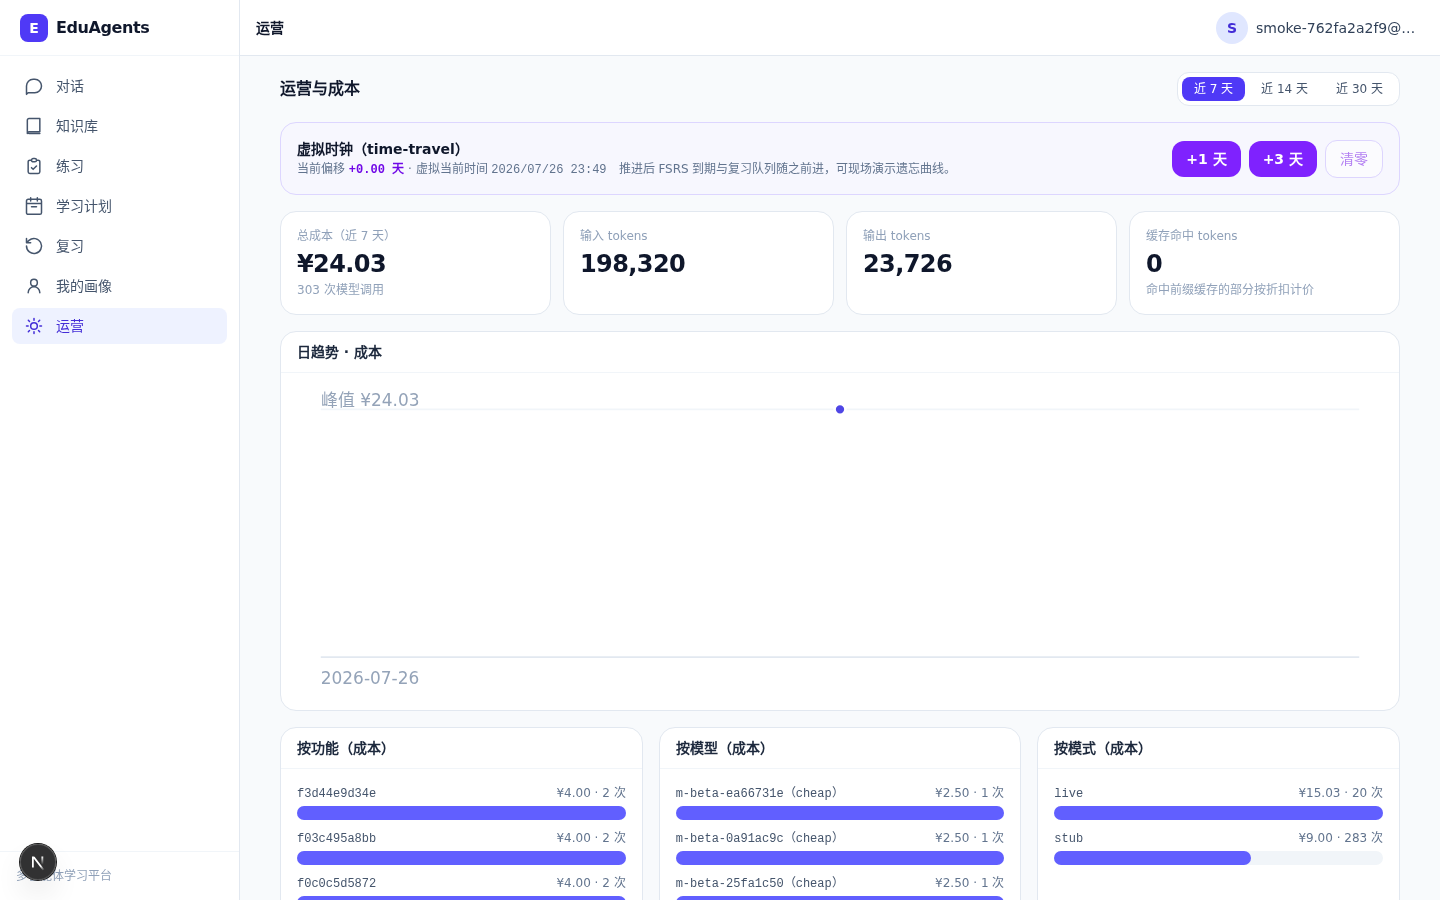 E EduAgents
运营
S smoke-762fa2a2f9@...
对话
知识库
练习
学习计划
复习
我的画像
运营
运营与成本
近 7 天 近 14 天 近 30 天
虚拟时钟（time-travel）
当前偏移 +0.00 天 · 虚拟当前时间 2026/07/26 23:49 推进后 FSRS 到期与复习队列随之前进，可现场演示遗忘曲线。
+1 天 +3 天 清零
总成本（近 7 天）
¥24.03
303 次模型调用
输入 tokens
198,320
输出 tokens
23,726
缓存命中 tokens
0
命中前缀缓存的部分按折扣计价
日趋势 · 成本
峰值 ¥24.03
2026-07-26
按功能（成本）
f3d44e9d34e ¥4.00 · 2 次
f03c495a8bb ¥4.00 · 2 次
f0c0c5d5872 ¥4.00 · 2 次
按模型（成本）
m-beta-ea66731e（cheap） ¥2.50 · 1 次
m-beta-0a91ac9c（cheap） ¥2.50 · 1 次
m-beta-25fa1c50（cheap） ¥2.50 · 1 次
按模式（成本）
live ¥15.03 · 20 次
stub ¥9.00 · 283 次
N
体学习平台